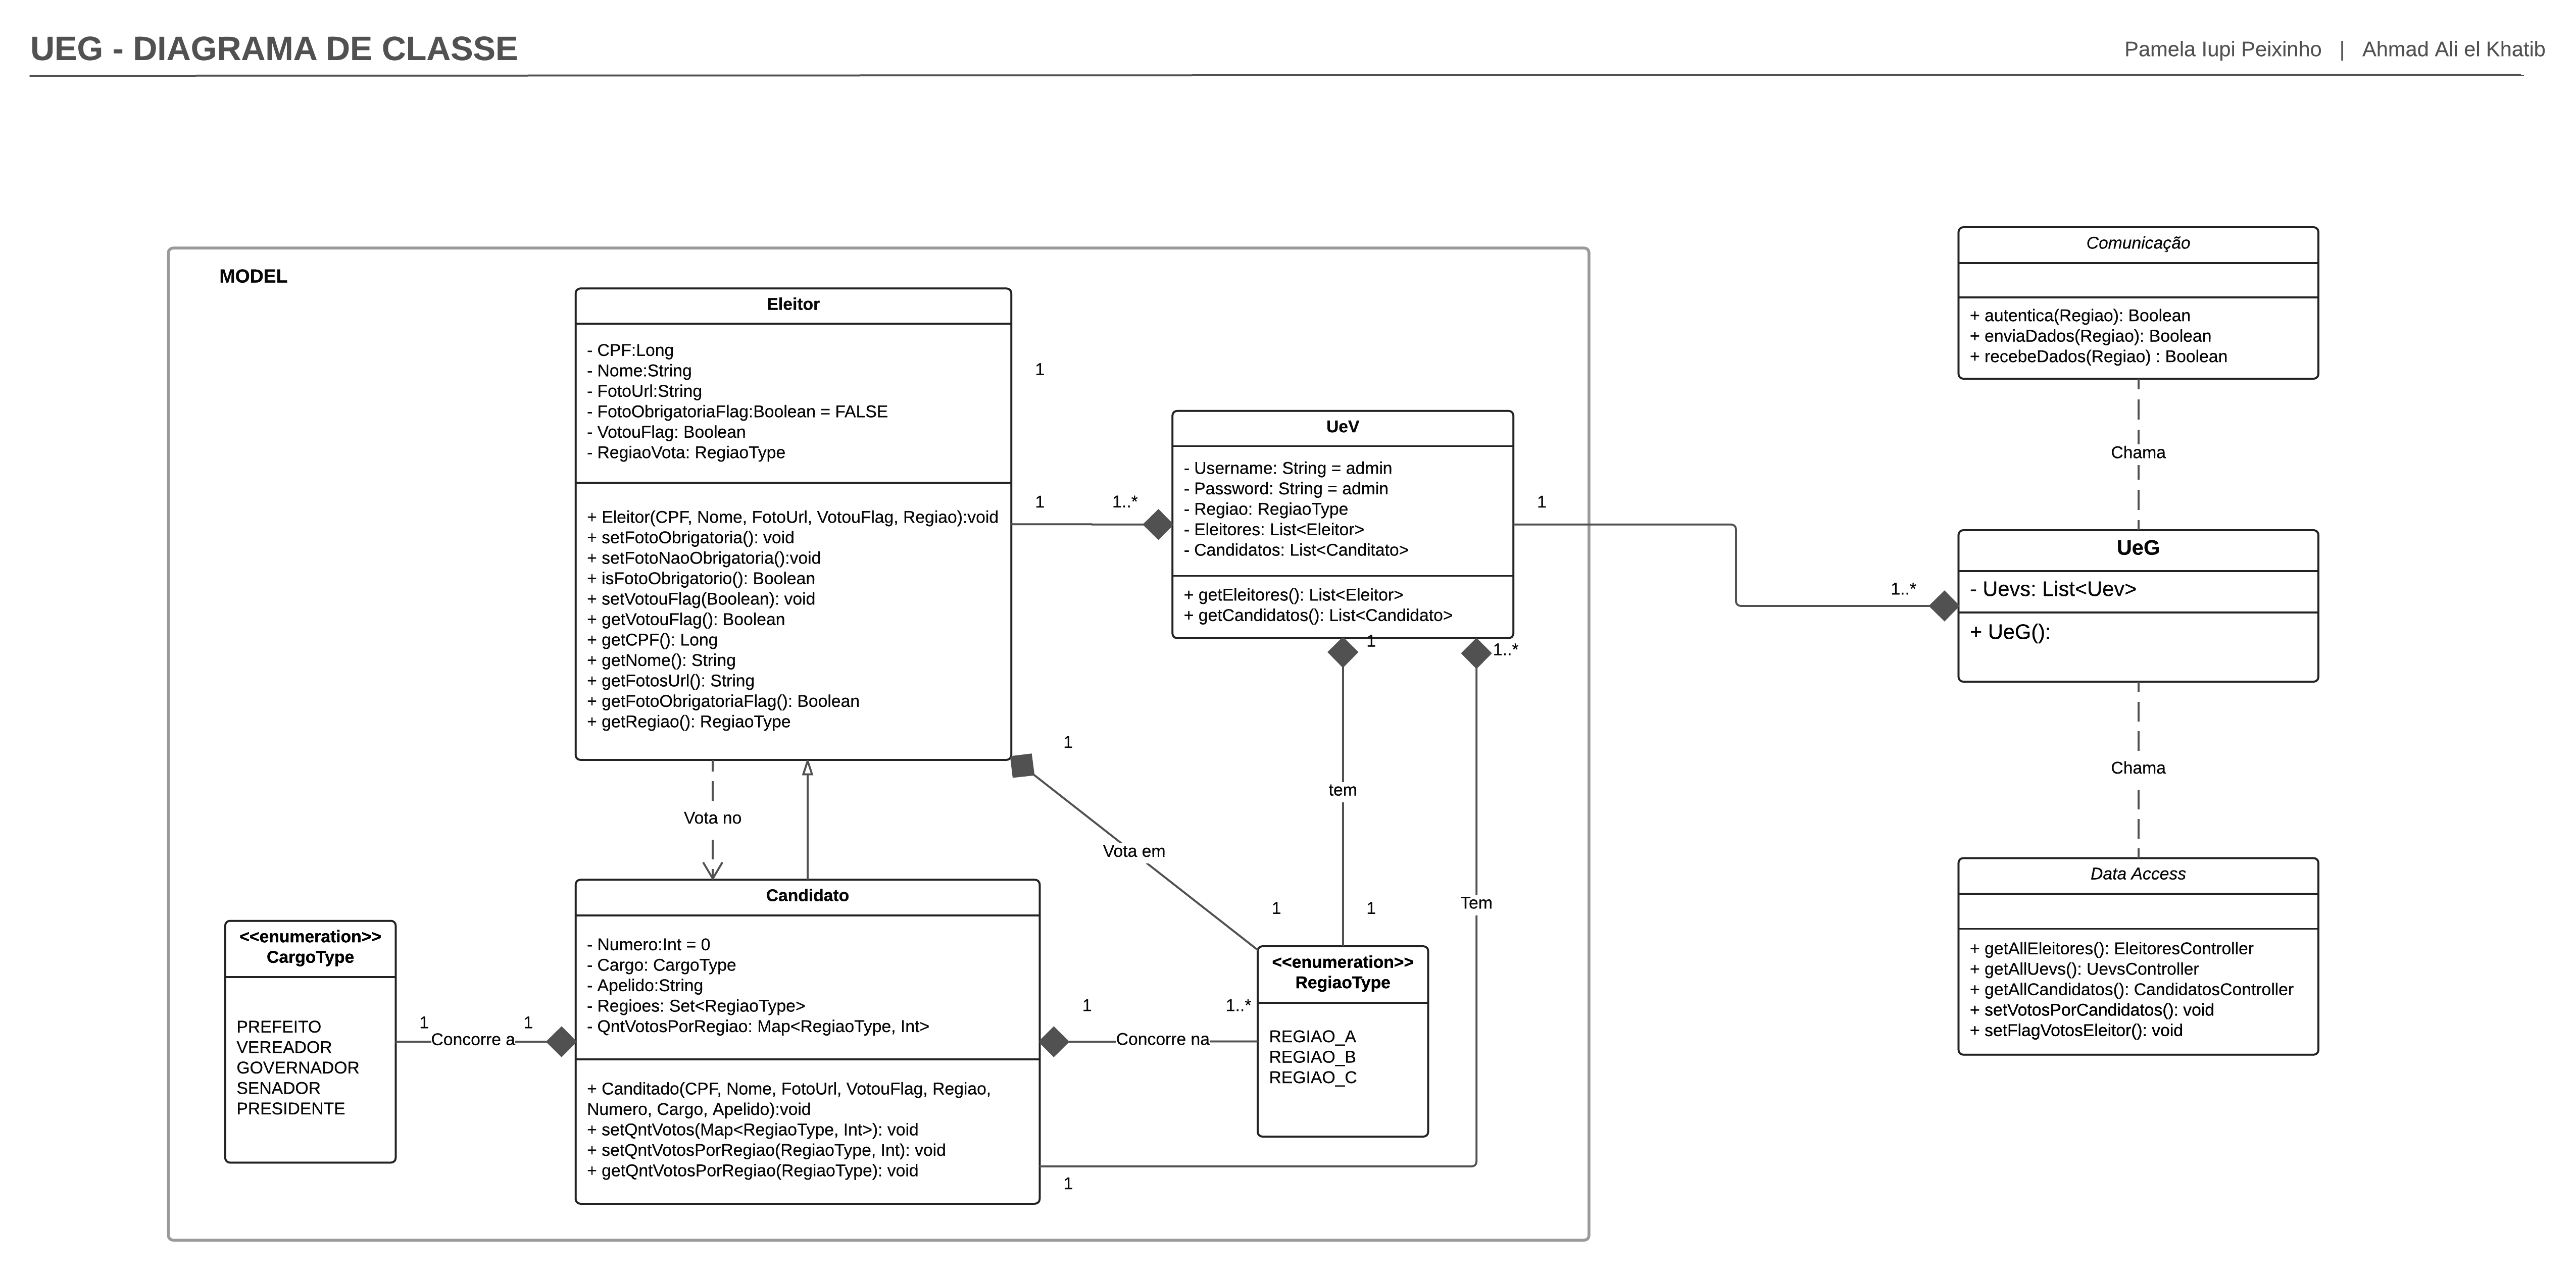 UEG - DIAGRAMA DE CLASSE
Pamela Iupi Peixinho | Ahmad Ali el Khatib
MODEL
Eleitor
- CPF:Long
- Nome:String
- FotoUrl:String
- FotoObrigatoriaFlag:Boolean = FALSE
- VotouFlag: Boolean
- RegiaoVota: RegiaoType
+ Eleitor(CPF, Nome, FotoUrl, VotouFlag, Regiao):void
+ setFotoObrigatoria(): void
+ setFotoNaoObrigatoria():void
+ isFotoObrigatorio(): Boolean
+ setVotouFlag(Boolean): void
+ getVotouFlag(): Boolean
+ getCPF(): Long
+ getNome(): String
+ getFotosUrl(): String
+ getFotoObrigatoriaFlag(): Boolean
+ getRegiao(): RegiaoType
1
1
1..*
UeV
- Username: String = admin
- Password: String = admin
- Regiao: RegiaoType
- Eleitores: List<Eleitor>
- Candidatos: List<Canditato>
+ getEleitores(): List<Eleitor>
+ getCandidatos(): List<Candidato>
1
1..*
1
1..*
Comunicação
+ autentica(Regiao): Boolean
+ enviaDados(Regiao): Boolean
+ recebeDados(Regiao) : Boolean
Chama
UeG
- Uevs: List<Uev>
+ UeG():
Chama
Data Access
+ getAllEleitores(): EleitoresController
+ getAllUevs(): UevsController
+ getAllCandidatos(): CandidatosController
+ setVotosPorCandidatos(): void
+ setFlagVotosEleitor(): void
1
Vota no
Vota em
tem
Tem
1
1
<<enumeration>>
CargoType
PREFEITO
VEREADOR
GOVERNADOR
SENADOR
PRESIDENTE
1
Concorre a
1
Candidato
- Numero:Int = 0
- Cargo: CargoType
- Apelido:String
- Regioes: Set<RegiaoType>
- QntVotosPorRegiao: Map<RegiaoType, Int>
+ Canditado(CPF, Nome, FotoUrl, VotouFlag, Regiao,
Numero, Cargo, Apelido):void
+ setQntVotos(Map<RegiaoType, Int>): void
+ setQntVotosPorRegiao(RegiaoType, Int): void
+ getQntVotosPorRegiao(RegiaoType): void
1
Concorre na
1..*
<<enumeration>>
RegiaoType
REGIAO_A
REGIAO_B
REGIAO_C
1